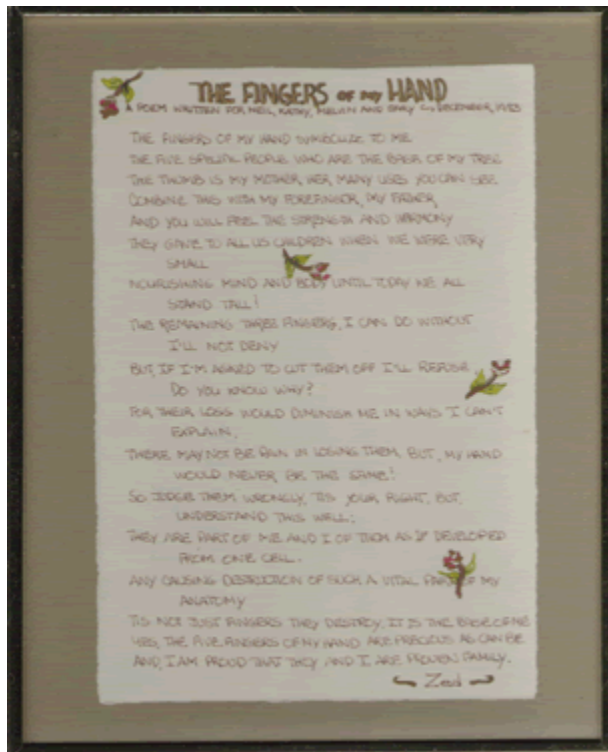 THE FINGERS OF MY HAND
A POEM WRITTEN FOR NEIL, KATHY, MELVIN AND GARY DECEMBER, 1983
THE FINGERS OF MY HAND SYMBOLIZE TO ME
THE FIVE SPECIFIC PEOPLE WHO ARE THE BASE OF MY TREE
THE THUMB IS MY MOTHER, HER MANY USES YOU CAN SEE
COMBINE THIS WITH MY FOREFINGER, MY FATHER,
AND YOU WILL FEEL THE STRENGTH AND HARMONY
THEY GAVE TO ALL US CHILDREN WHEN WE WERE VERY
SMALL
NOURISHING MIND AND BODY UNTIL TODAY WE ALL
STAND TALL!
THE REMAINING THREE FINGERS, I CAN DO WITHOUT
I'LL NOT DENY
BUT, IF I'M ASKED TO CUT THEM OFF I'LL REFUSE.
DO YOU KNOW WHY?
FOR THEIR LOSS WOULD DIMINISH ME IN WAYS I CAN'T
EXPLAIN.
THERE MAY NOT BE PAIN IN LOSING THEM, BUT, MY HAND
WOULD NEVER BE THE SAME!
SO JUDGE THEM WRONGLY, TIS YOUR RIGHT, BUT,
UNDERSTAND THIS WELL;
THEY ARE PART OF ME AND I OF THEM AS IF DEVELOPED
FROM ONE CELL.
ANY CAUSING DESTRUCTION OF SUCH A VITAL PART OF MY
ANATOMY
TIS NOT JUST FINGERS THEY DESTROY, IT IS THE BASE OF ME
YES, THE FIVE FINGERS OF MY HAND ARE PRECIOUS AS CAN BE
AND, I AM PROUD THAT THEY AND I ARE PROVEN FAMILY.